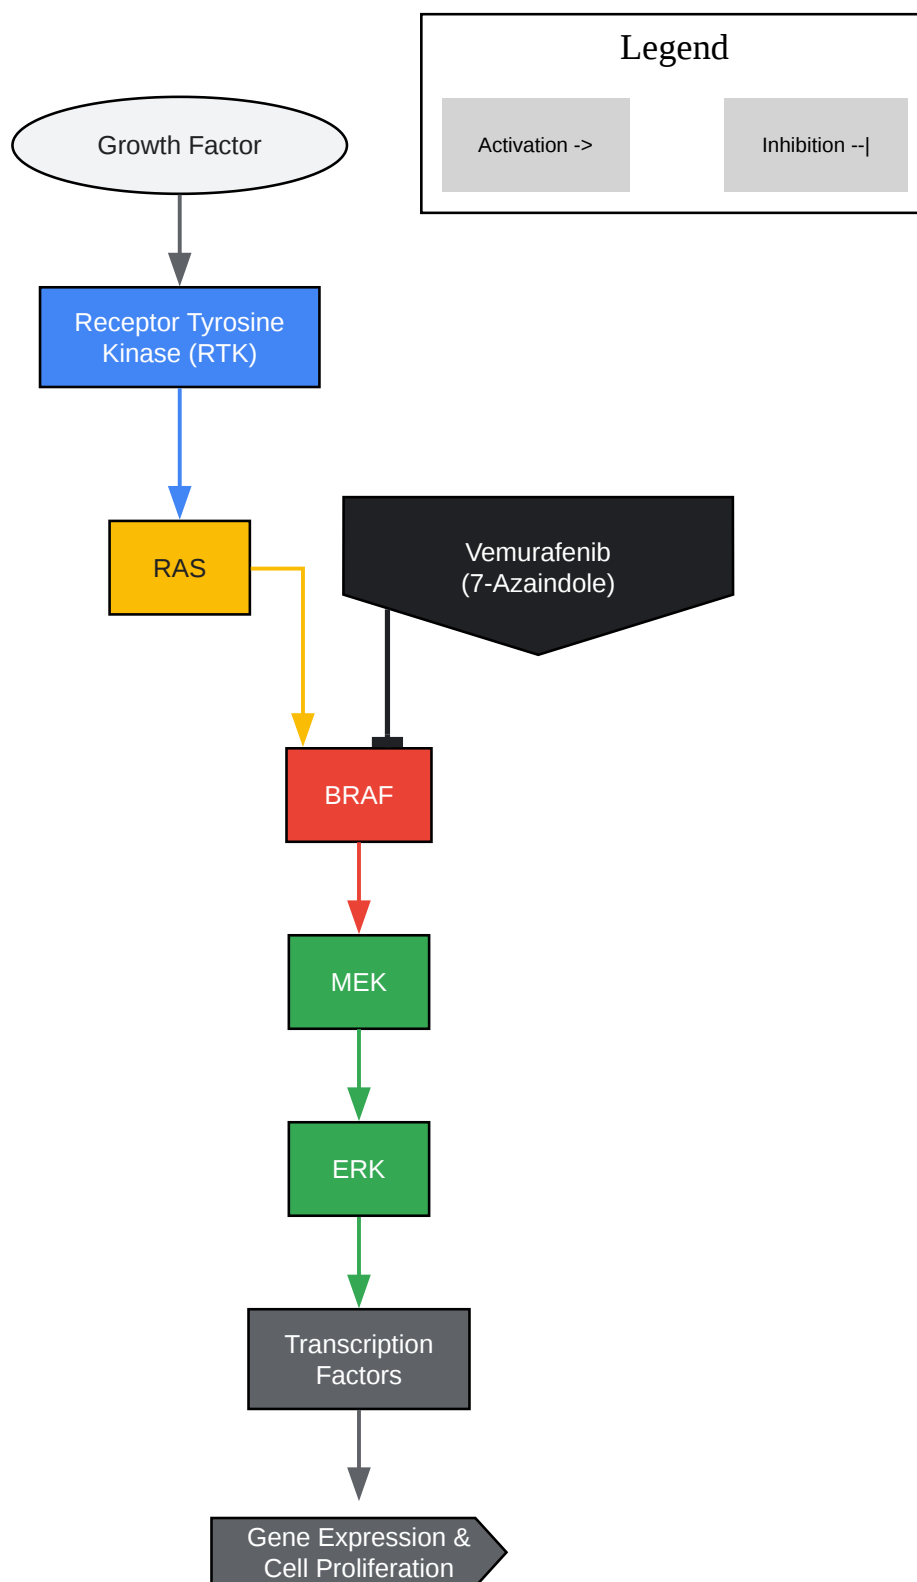 Legend
Activation ->
Inhibition --|
Growth Factor
Receptor Tyrosine
Kinase (RTK)
RAS
Vemurafenib
(7-Azaindole)
BRAF
MEK
ERK
Transcription
Factors
Gene Expression &
Cell Proliferation